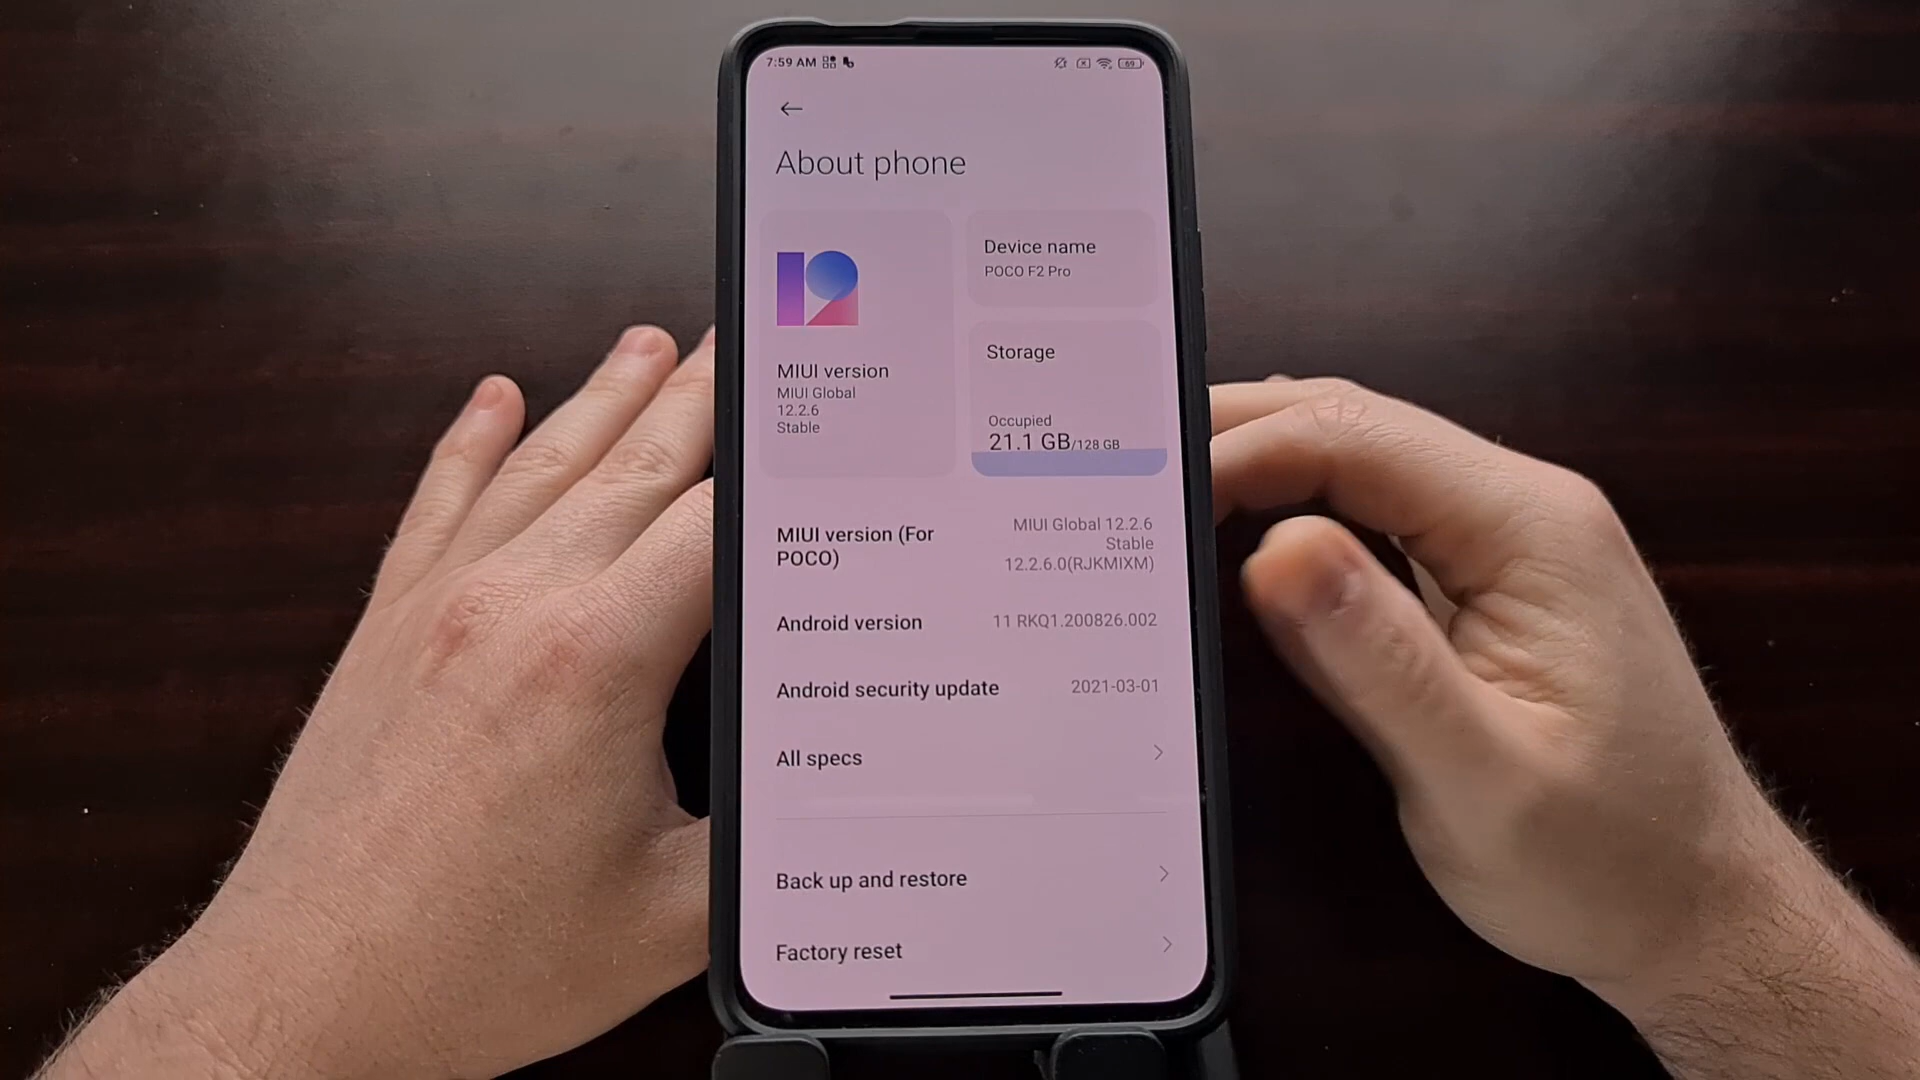 7:59 AM
69
About phone
Device name
POCO F2 Pro
MIUI version
MIUI Global
12.2.6
Stable
Storage
Occupied
21.1 GB/128 GB
MIUI version (For
POCO)
MIUI Global 12.2.6
Stable
12.2.6.0(RJKMIXM)
Android version
11 RKQ1.200826.002
Android security update
2021-03-01
All specs
Back up and restore
Factory reset